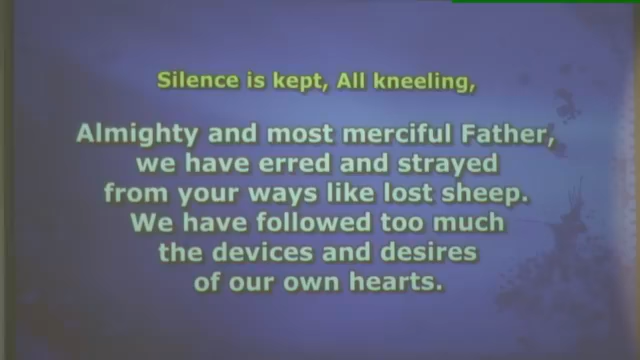 Silence is kept, All kneeling,
Almighty and most merciful Father,
we have erred and strayed
from your ways like lost sheep.
We have followed too much
the devices and desires
of our own hearts.